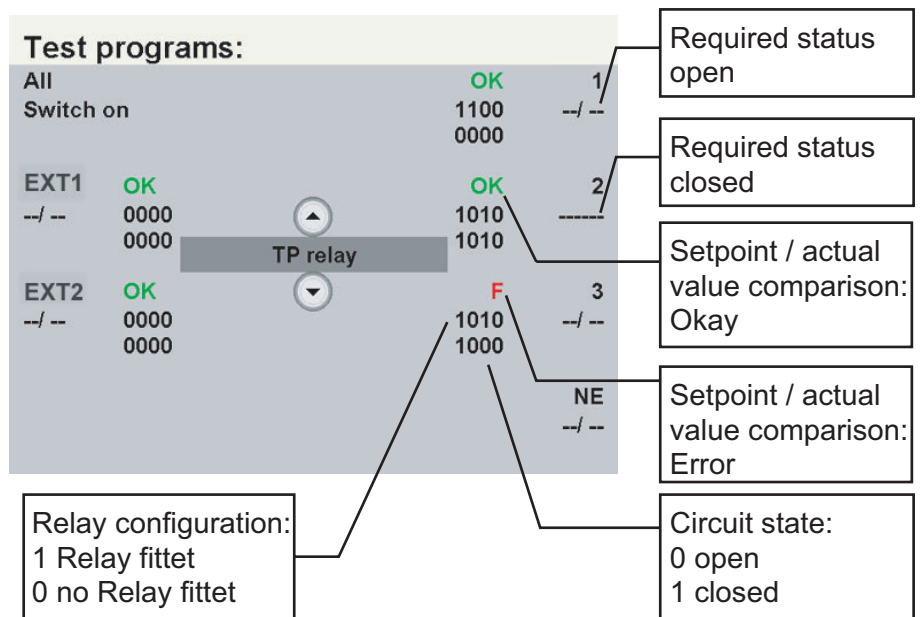 Test programs:
All OK 1
Switch on 1100 --/ --
0000
EXT1 OK OK 2
--/ -- 0000 1010 ------
0000 1010
TP relay
EXT2 OK F 3
--/ -- 0000 1010 --/ --
0000 1000
NE
--/ --
Required status
open
Required status
closed
Setpoint / actual
value comparison:
Okay
Setpoint / actual
value comparison:
Error
Relay configuration:
1 Relay fittet
0 no Relay fittet
Circuit state:
0 open
1 closed